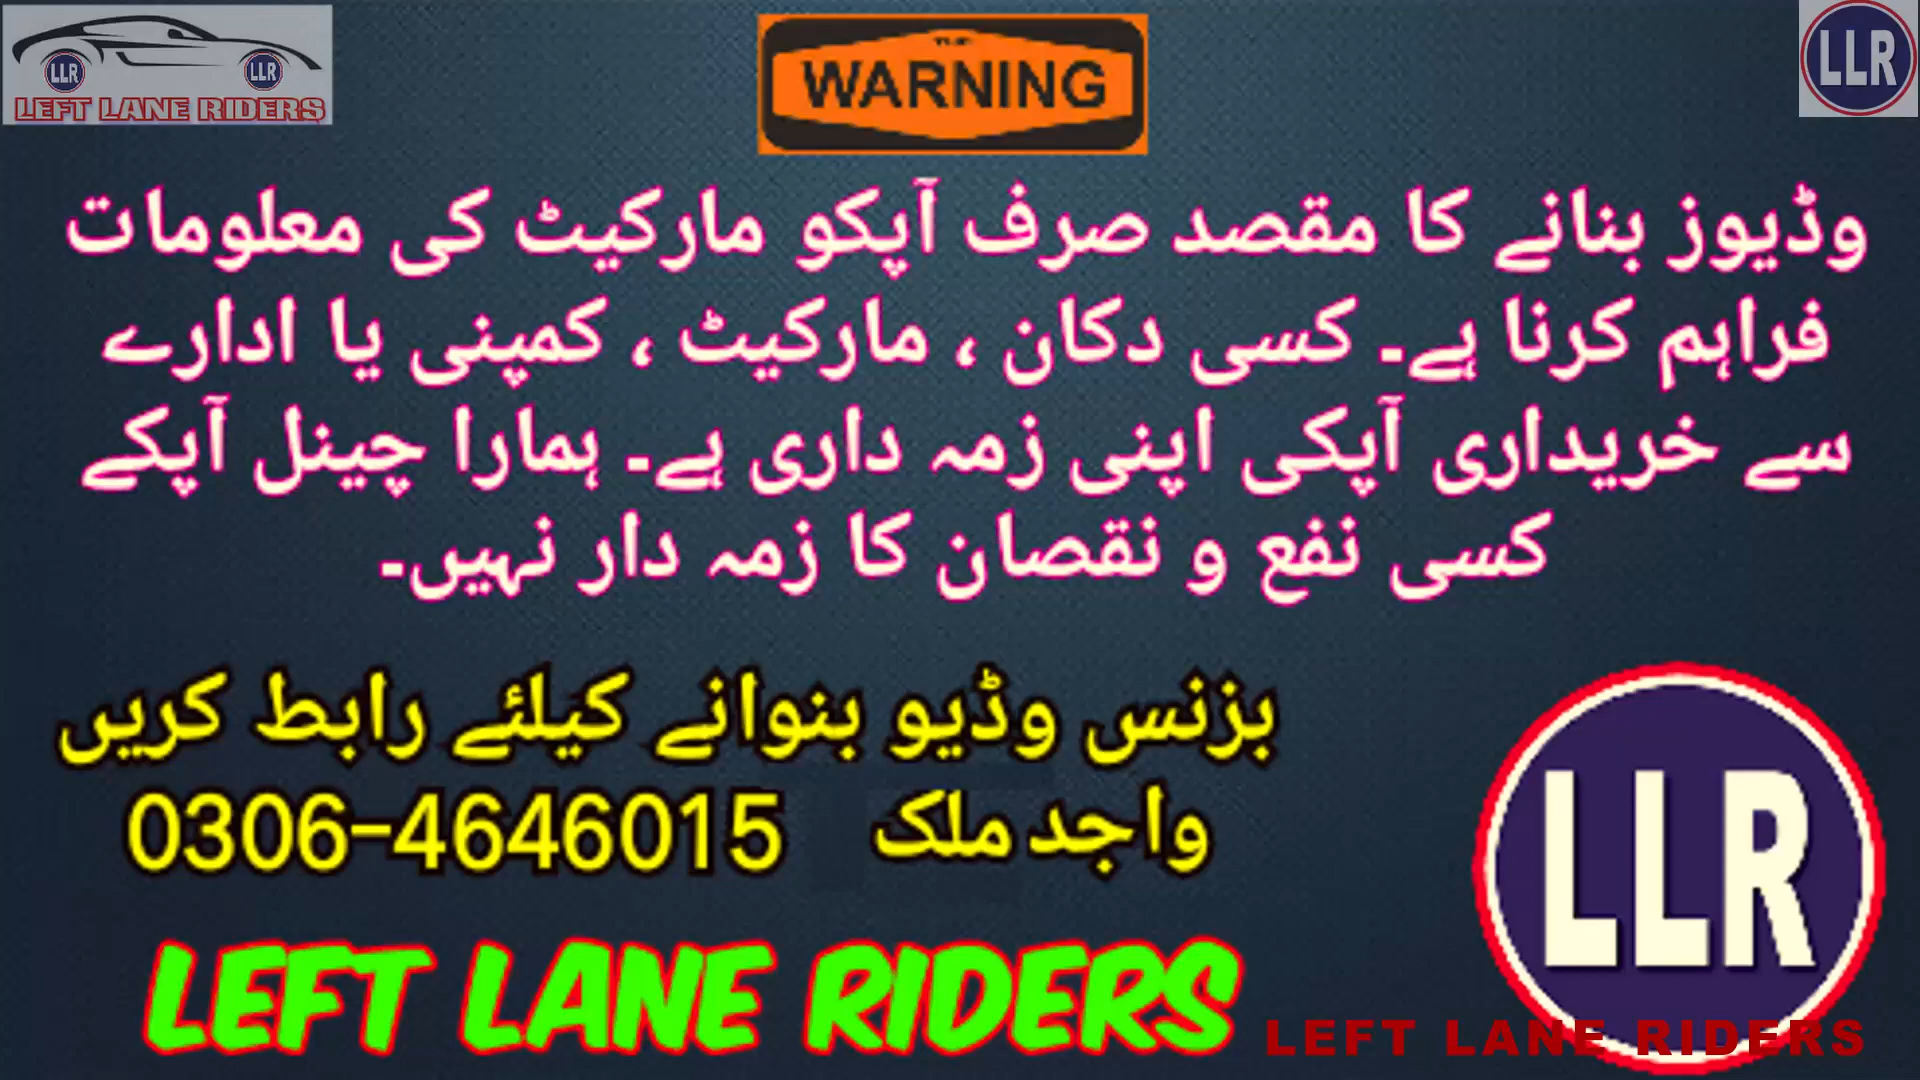 LLR
LLR
LEFT LANE RIDERS
THE
WARNING
LLR
وڈیوز بنانے کا مقصد صرف آپکو مارکیٹ کی معلومات
فراہم کرنا ہے۔ کسی دکان ، مارکیٹ ، کمپنی یا ادارے
سے خریداری آپکی اپنی زمہ داری ہے۔ ہمارا چینل آپکے
کسی نفع و نقصان کا زمہ دار نہیں۔
بزنس وڈیو بنوانے کیلئے رابط کریں
واجد ملک 0306-4646015
LEFT LANE RIDERS
LLR
LEFT LANE RIDERS